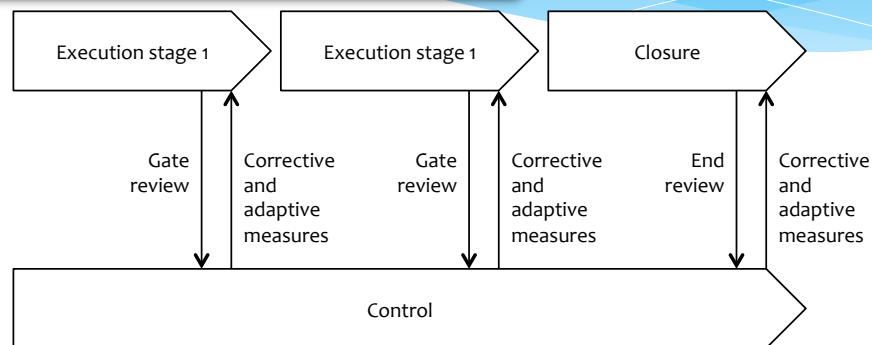 Execution stage 1
Execution stage 1
Closure
Gate
review
Corrective
and
adaptive
measures
Gate
review
Corrective
and
adaptive
measures
End
review
Corrective
and
adaptive
measures
Control